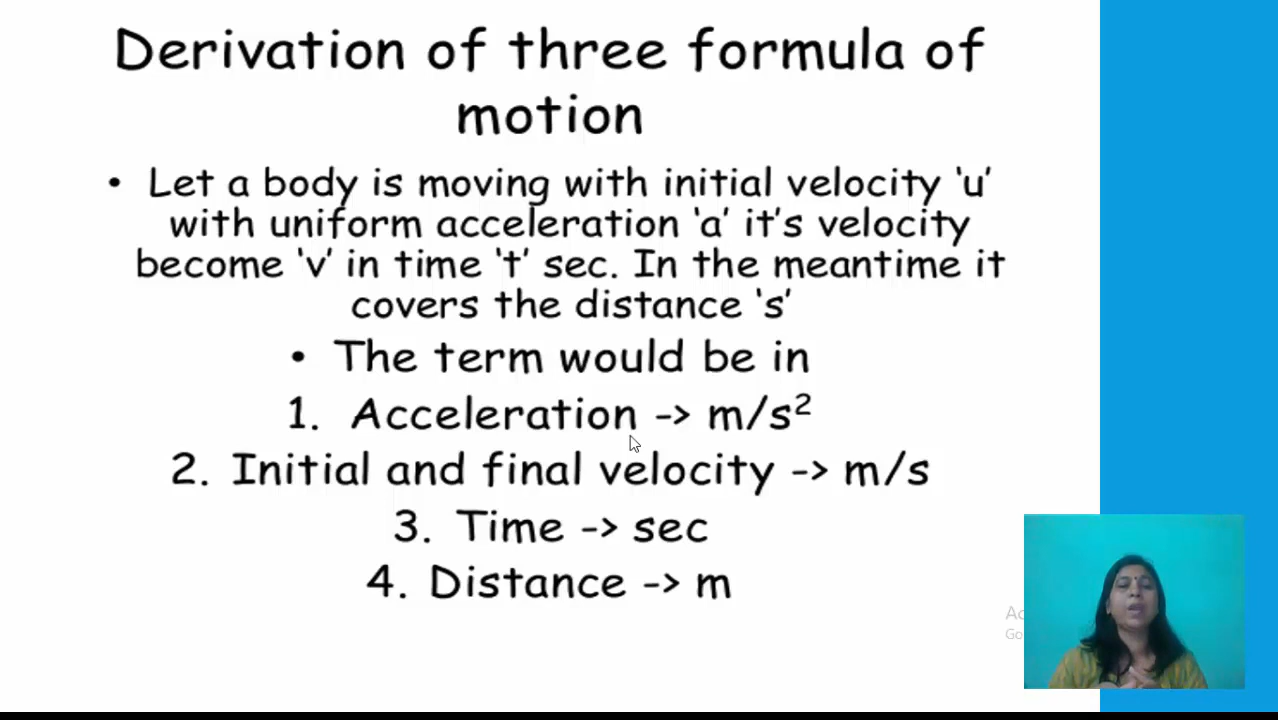 Derivation of three formula of
motion
• Let a body is moving with initial velocity ‘u’
with uniform acceleration ‘a’ it’s velocity
become ‘v’ in time ‘t’ sec. In the meantime it
covers the distance ‘s’
• The term would be in
1. Acceleration -> m/s²
2. Initial and final velocity -> m/s
3. Time -> sec
4. Distance -> m
Go